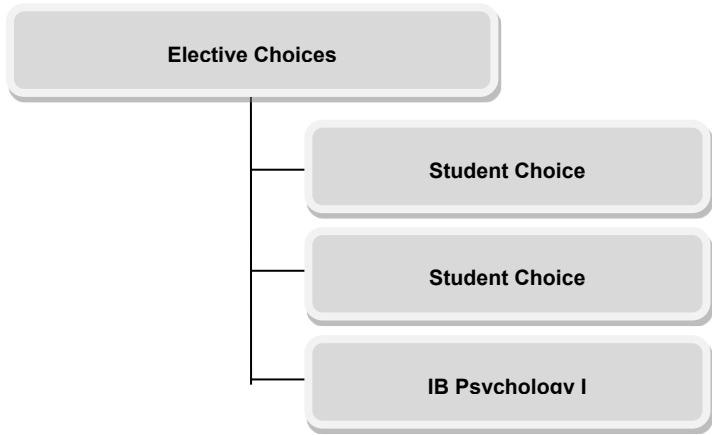 Elective Choices
Student Choice
Student Choice
IB Psychology I